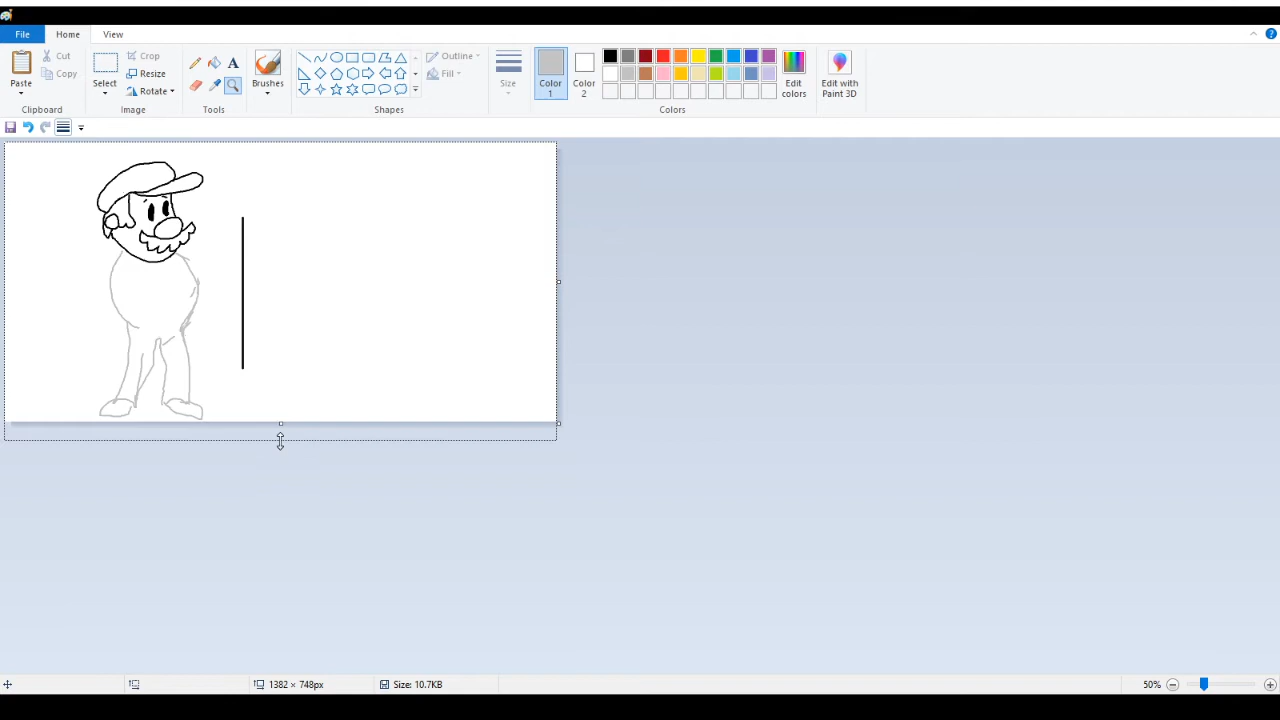 File Home View
Paste
Cut
Copy
Clipboard
Select
Crop
Resize
Rotate
Image
Tools
Brushes
Outline
Fill
Shapes
Size
Color
1
Color
2
Edit
colors
Colors
Edit with
Paint 3D
1382 × 748px
Size: 10.7KB
50%